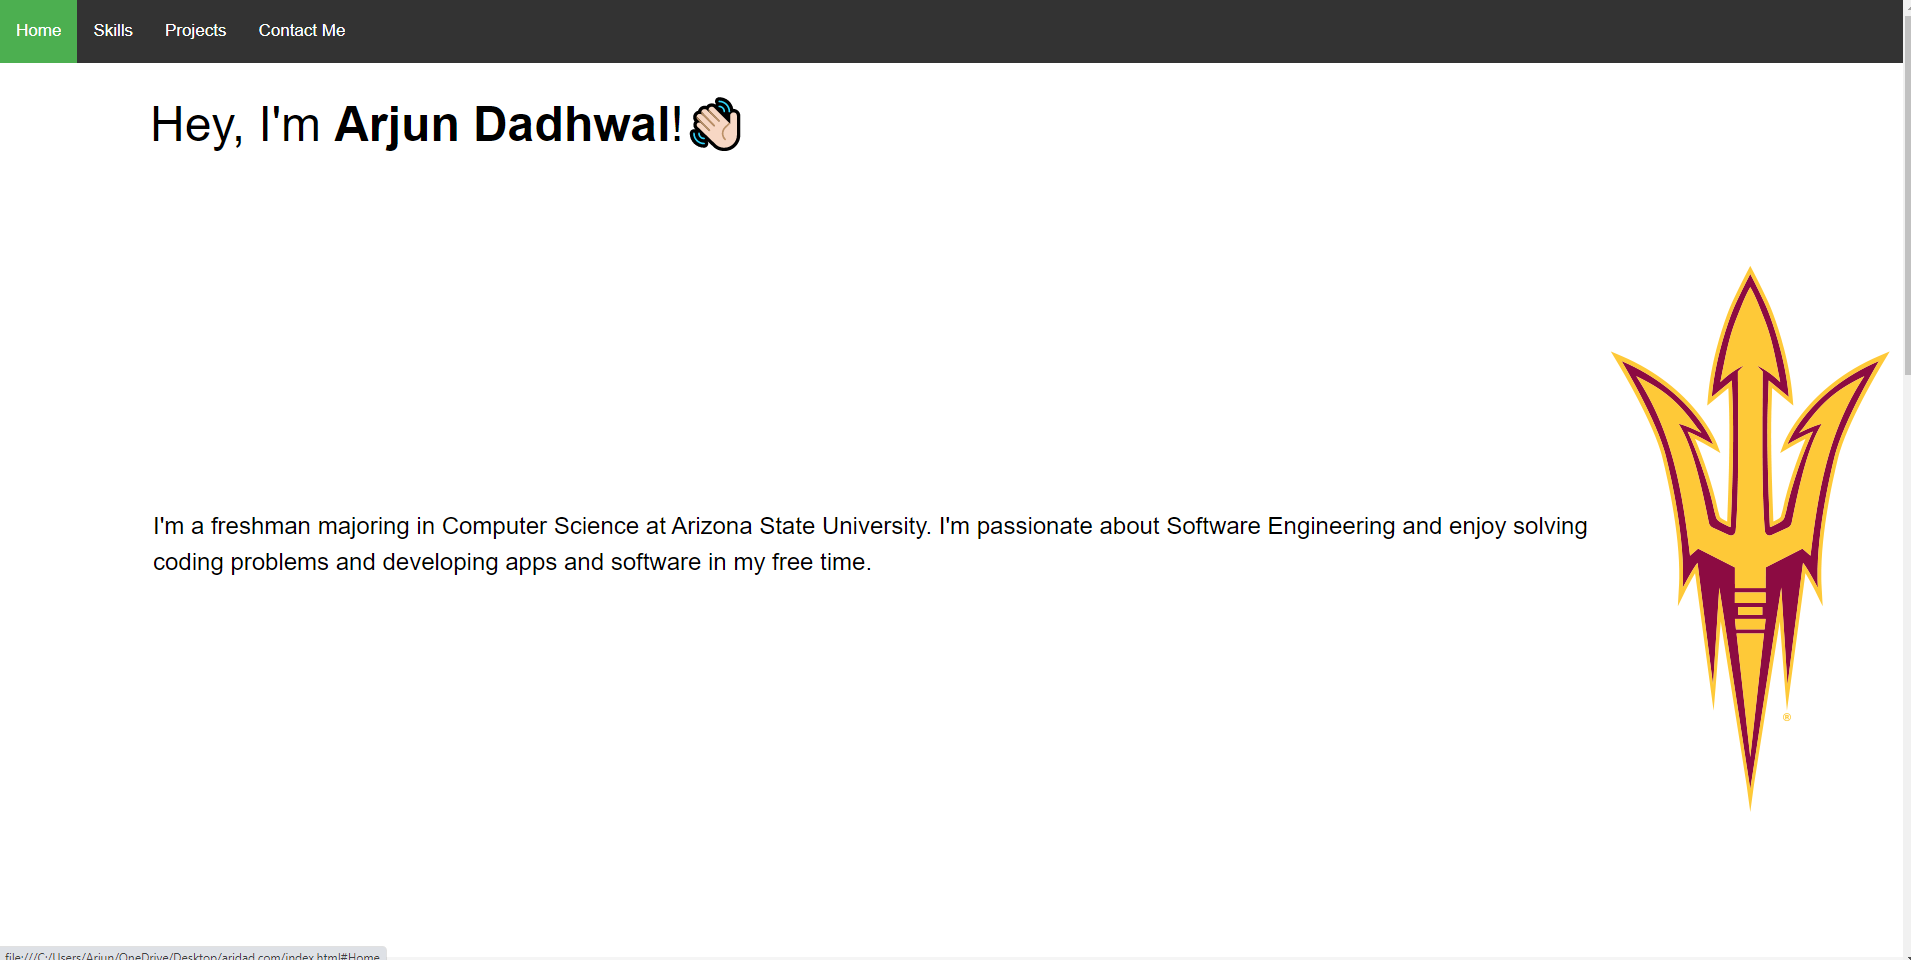 Home Skills Projects Contact Me
Hey, I'm Arjun Dadhwal!👋🏻
I'm a freshman majoring in Computer Science at Arizona State University. I'm passionate about Software Engineering and enjoy solving
coding problems and developing apps and software in my free time.
®
file:///C:/Users/Arjun/OneDrive/Desktop/aridad.com/index.html#Home